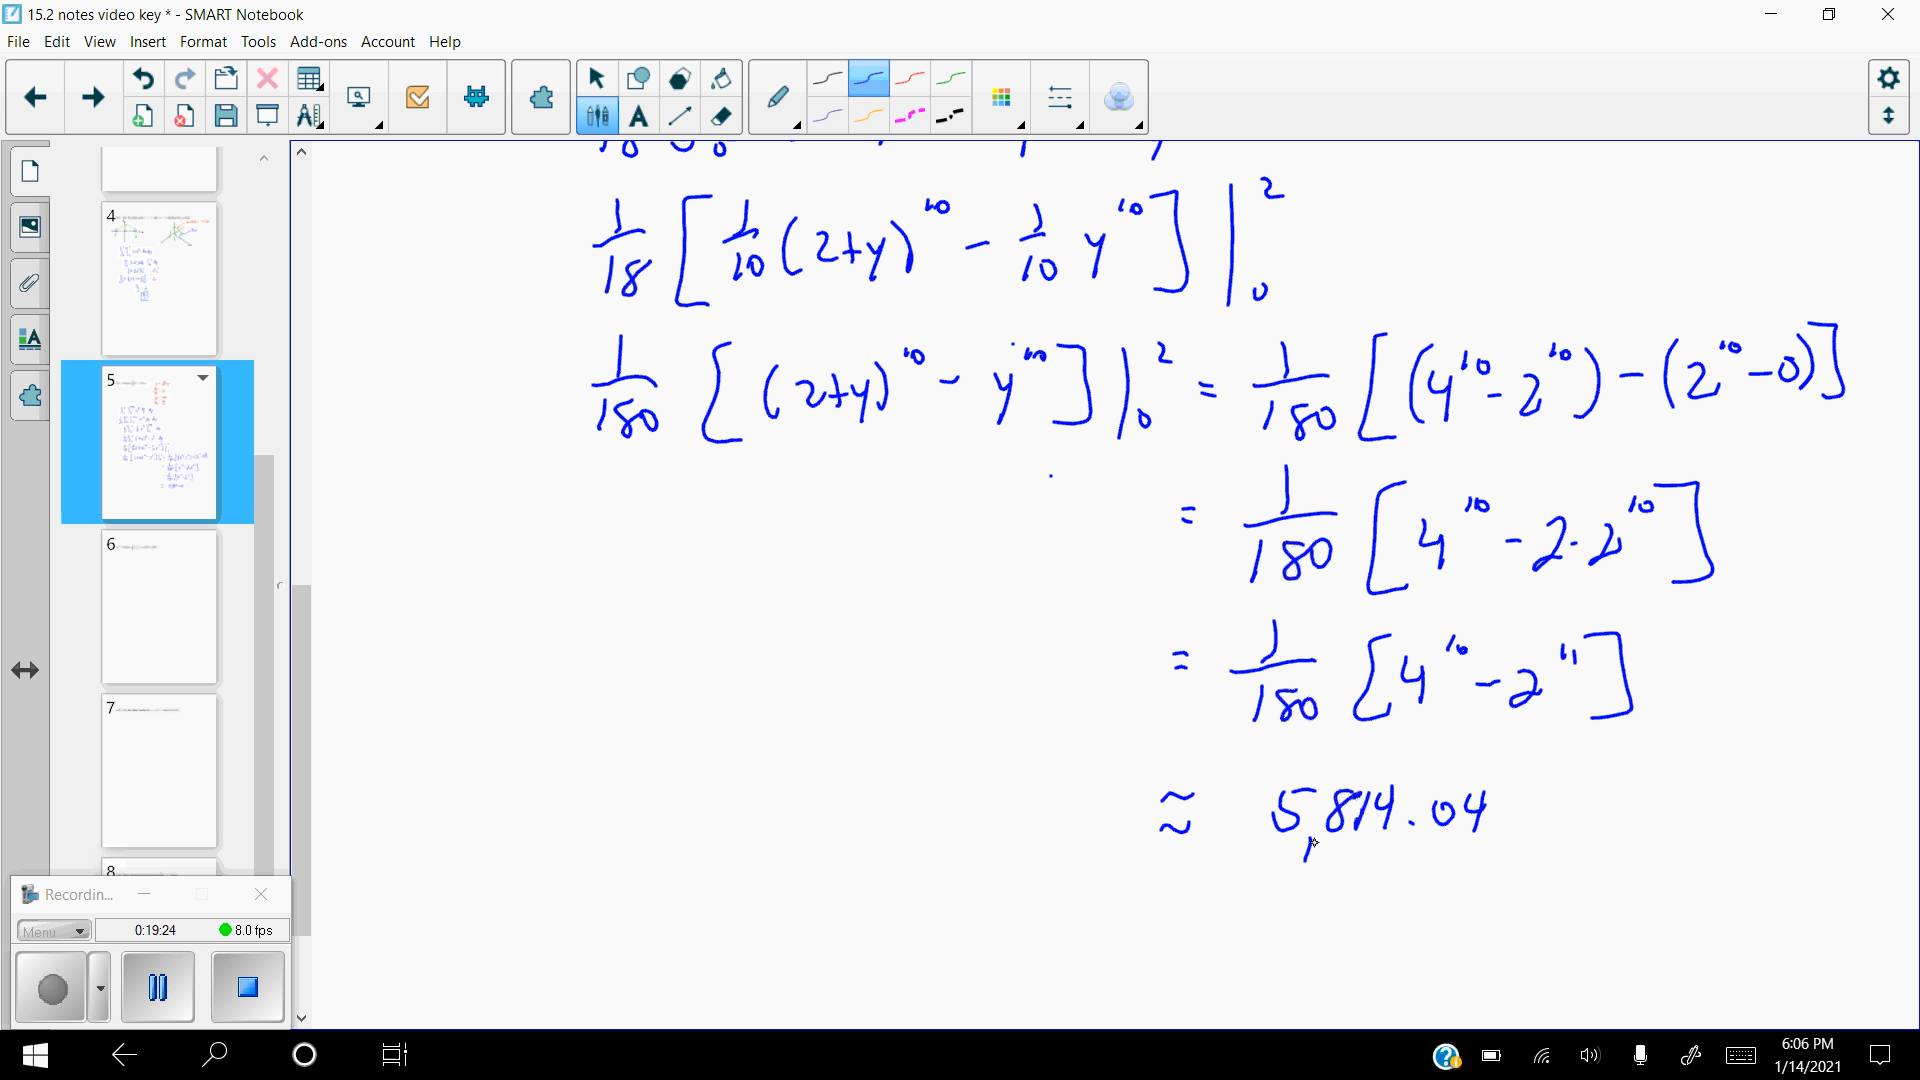 15.2 notes video key * - SMART Notebook
File Edit View Insert Format Tools Add-ons Account Help
1/18 [ 1/10 (2+y)^10 - 1/10 y^10 ] |_0^2
1/180 [ (2+y)^10 - y^10 ] |_0^2 = 1/180 [ (4^10 - 2^10) - (2^10 - 0) ]
= 1/180 [ 4^10 - 2·2^10 ]
= 1/180 [ 4^10 - 2^11 ]
≈ 5,814.04
4
5
6
7
8
Recordin...
Menu 0:19:24 8.0 fps
6:06 PM
1/14/2021